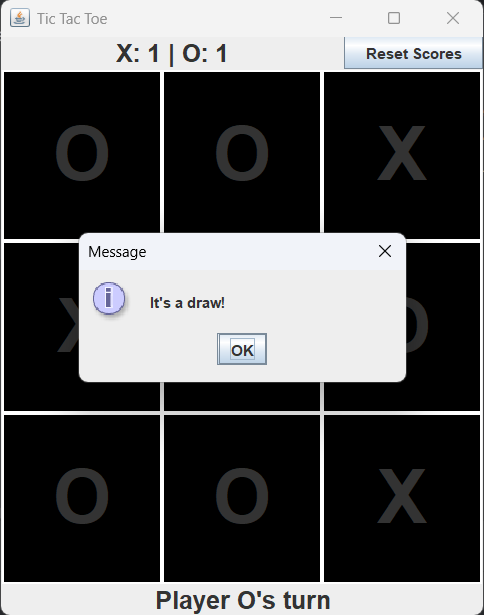 Tic Tac Toe
X: 1 | O: 1 Reset Scores
O O X
Message
X O
It's a draw!
OK
O O X
Player O's turn